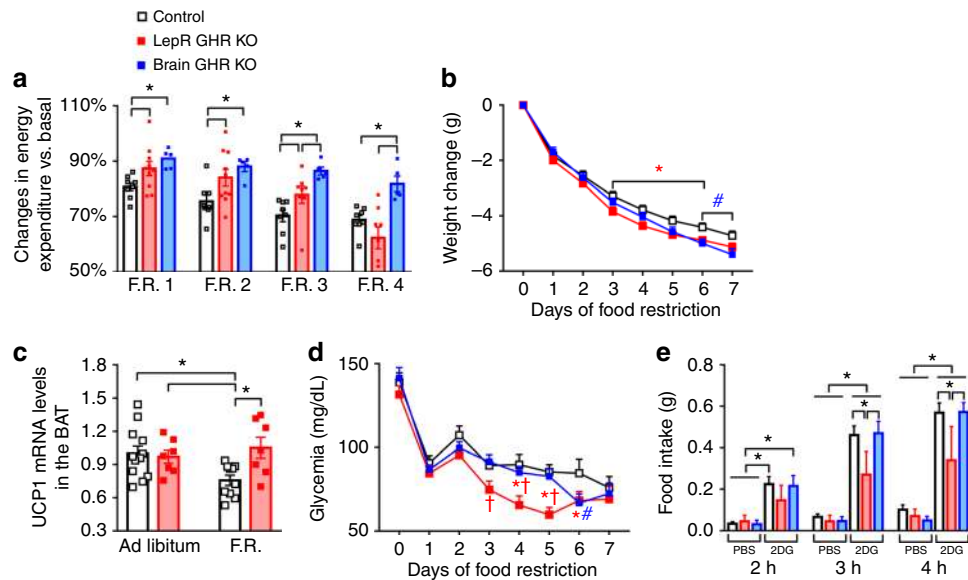 Control
LepR GHR KO
Brain GHR KO
a
Changes in energy
expenditure vs. basal
110%
90%
70%
50%
*
*
*
*
F.R. 1
F.R. 2
F.R. 3
F.R. 4
b
Weight change (g)
0
−2
−4
−6
*
#
0 1 2 3 4 5 6 7
Days of food restriction
c
UCP1 mRNA levels
in the BAT
1.8
1.5
1.2
0.9
0.6
0.3
*
*
Ad libitum
F.R.
d
Glycemia (mg/dL)
150
100
50
†
*†
*†
*#
0 1 2 3 4 5 6 7
Days of food restriction
e
Food intake (g)
0.8
0.6
0.4
0.2
0.0
*
*
*
*
*
*
PBS 2DG PBS 2DG PBS 2DG
2 h 3 h 4 h